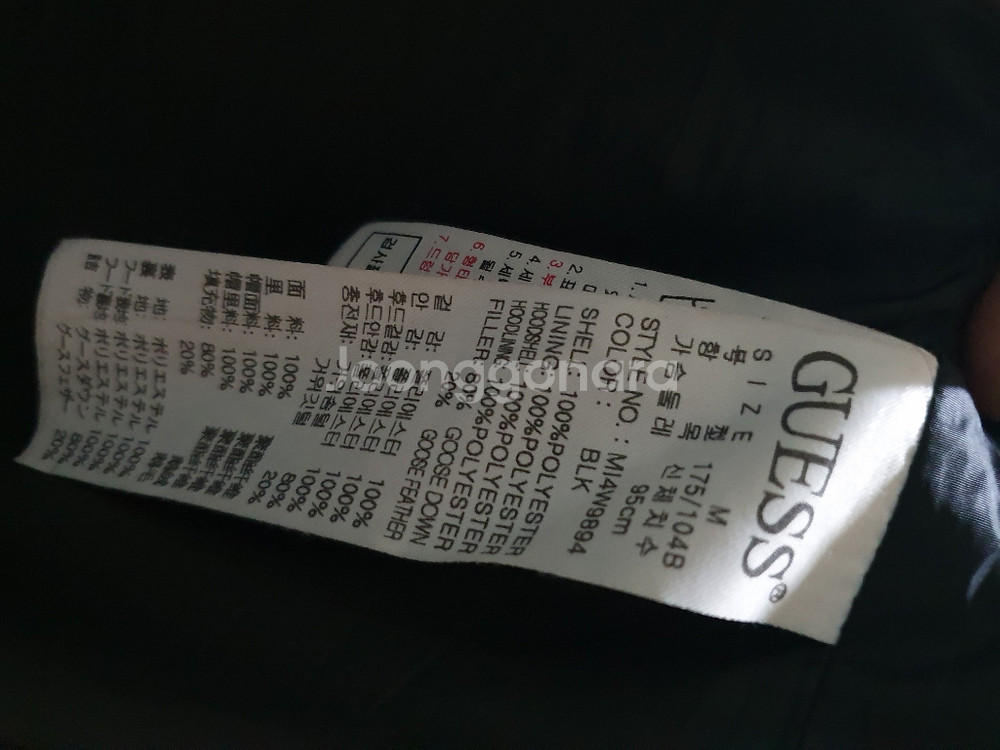 GUESS®
SIZE M 175/104B
항목 신체치수
가슴둘레 95cm
STYLE NO. : MI4W9894
COLOR : BLK
SHELL: 100%POLYESTER
LINING: 100%POLYESTER
HOODSHELL: 100%POLYESTER
HOODLINING: 100%POLYESTER
FILLER: 80% GOOSE DOWN
20% GOOSE FEATHER
겉 감: 폴리에스터 100%
안 감: 폴리에스터 100%
후드겉감: 폴리에스터 100%
후드안감: 폴리에스터 100%
충전재: 거위솜털 80%
거위깃털 20%
面 料: 100%
里 料: 100%
帽面料: 100%
帽里料: 100%
填充物: 80%
20%
表 地: ポリエステル 100%
裏 地: ポリエステル 100%
フード表地: ポリエステル 100%
フード裏地: ポリエステル 100%
詰 物: グースダウン 80%
グースフェザー 20%
Joonggonara